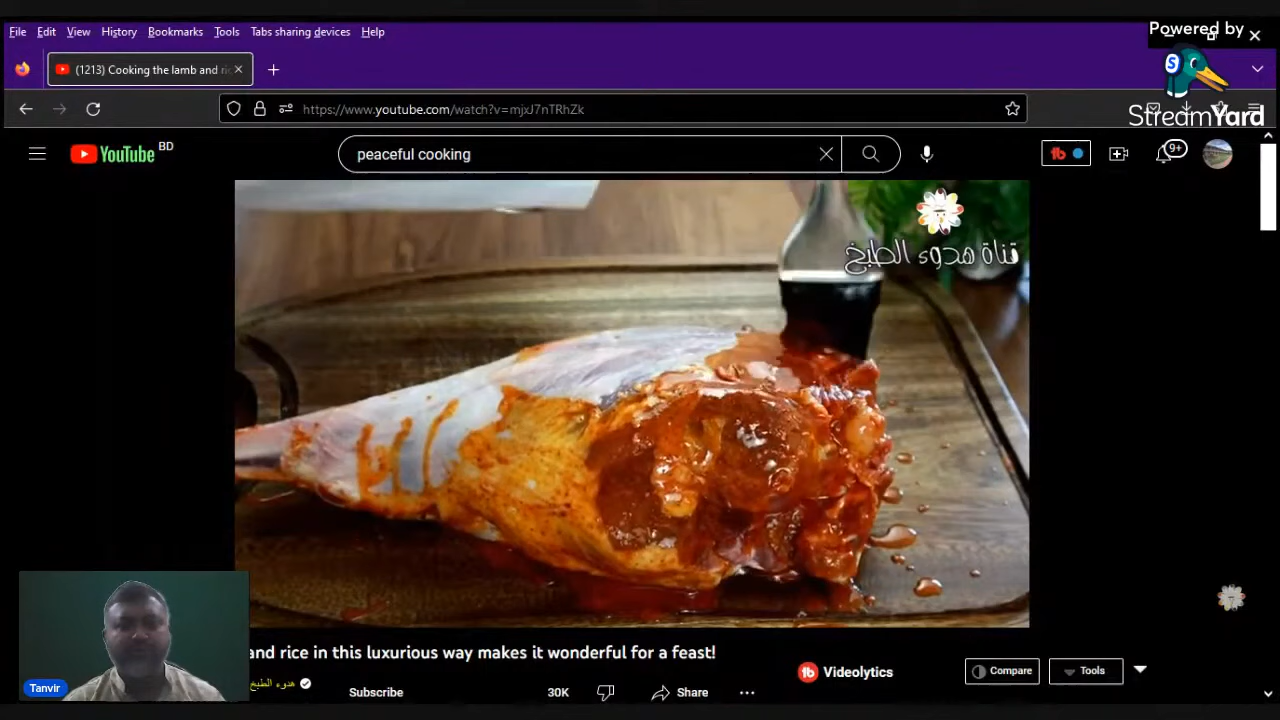 File Edit View History Bookmarks Tools Tabs sharing devices Help
Powered by
(1213) Cooking the lamb and ri
StreamYard
https://www.youtube.com/watch?v=mjxJ7nTRhZk
YouTube BD
peaceful cooking
9+
قناة هدوء الطبخ
and rice in this luxurious way makes it wonderful for a feast!
Videolytics
Compare
Tools
هدوء الطبخ
Subscribe
30K
Share
Tanvir